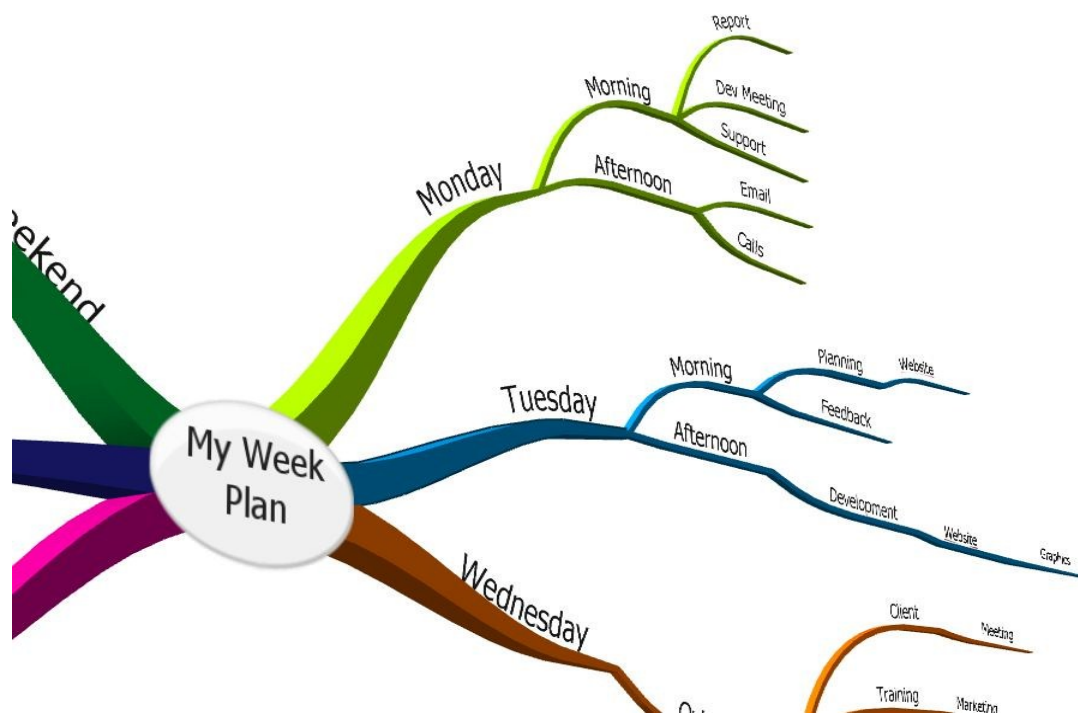 My Week
Plan
Monday
Morning
Report
Dev Meeting
Support
Afternoon
Email
Calls
Tuesday
Morning
Planning
Website
Feedback
Afternoon
Development
Website
Graphics
Wednesday
Client
Meeting
Training
Marketing
eekend